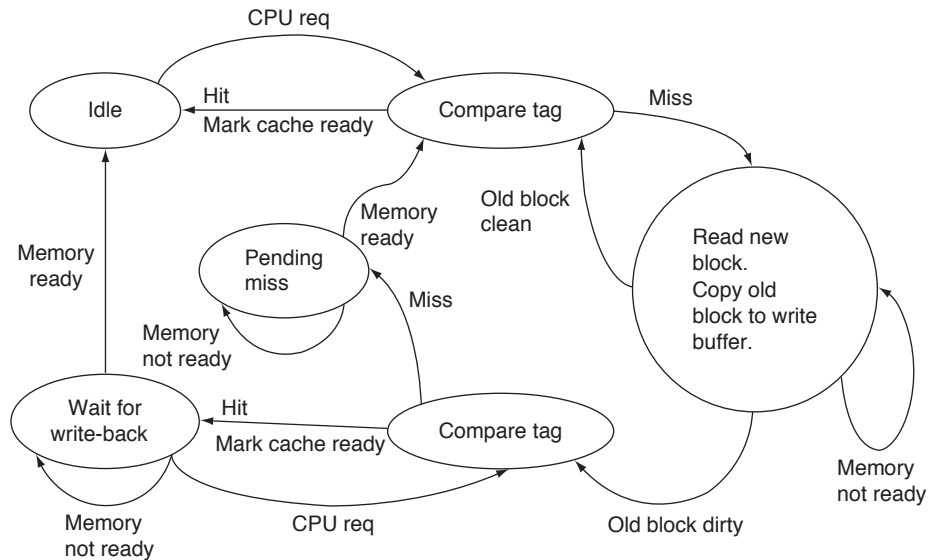 CPU req
Idle
Hit
Mark cache ready
Compare tag
Miss
Memory
ready
Old block
clean
Read new
block.
Copy old
block to write
buffer.
Memory
ready
Pending
miss
Miss
Memory
not ready
Wait for
write-back
Hit
Mark cache ready
Compare tag
Memory
not ready
Memory
not ready
CPU req
Old block dirty